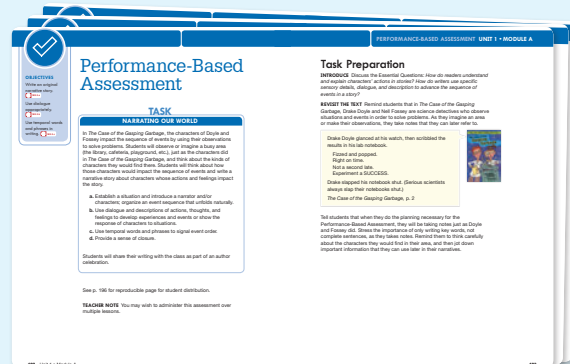 PERFORMANCE-BASED ASSESSMENT UNIT 1 • MODULE A
OBJECTIVES
Write an original
narrative story.
Use dialogue
appropriately.
Use temporal words
and phrases in
writing.
Performance-Based
Assessment
TASK
NARRATING OUR WORLD
In The Case of the Gasping Garbage, the characters of Doyle and
Fossey impact the sequence of events by using their observations
to solve problems. Students will observe or imagine a busy area
(the library, cafeteria, playground, etc.), just as the characters did
in The Case of Gasping Garbage, and think about the kinds of
characters they would find there. Students will think about how
those characters would impact the sequence of events and write a
narrative story about characters whose actions and feelings impact
the story.
a. Establish a situation and introduce a narrator and/or
characters; organize an event sequence that unfolds naturally.
b. Use dialogue and descriptions of actions, thoughts, and
feelings to develop experiences and events or show the
response of characters to situations.
c. Use temporal words and phrases to signal event order.
d. Provide a sense of closure.
Students will share their writing with the class as part of an author
celebration.
See p. 196 for reproducible page for student distribution.
TEACHER NOTE You may wish to administer this assessment over
multiple lessons.
Task Preparation
INTRODUCE Discuss the Essential Questions: How do readers understand
and explain characters' actions in stories? How do writers use specific
sensory details, dialogue, and description to advance the sequence of
events in a story?
REVISIT THE TEXT Remind students that in The Case of the Gasping
Garbage, Drake Doyle and Nell Fossey are science detectives who observe
situations and events in order to solve problems. As they imagine an area
or make their observations, they take notes that they can later refer to.
Drake Doyle glanced at his watch, then scribbled the
results in his lab notebook.
Fizzed and popped.
Right on time.
Not a second late.
Experiment a SUCCESS.
Drake slapped his notebook shut. (Serious scientists
always slap their notebooks shut.)
The Case of the Gasping Garbage, p. 2
Tell students that when they do the planning necessary for the
Performance-Based Assessment, they will be taking notes just as Doyle
and Fossey did. Stress the importance of only writing key words, not
complete sentences, as they takes notes. Remind them to think carefully
about the characters they would find in their area, and then jot down
important information that they can use later in their narratives.